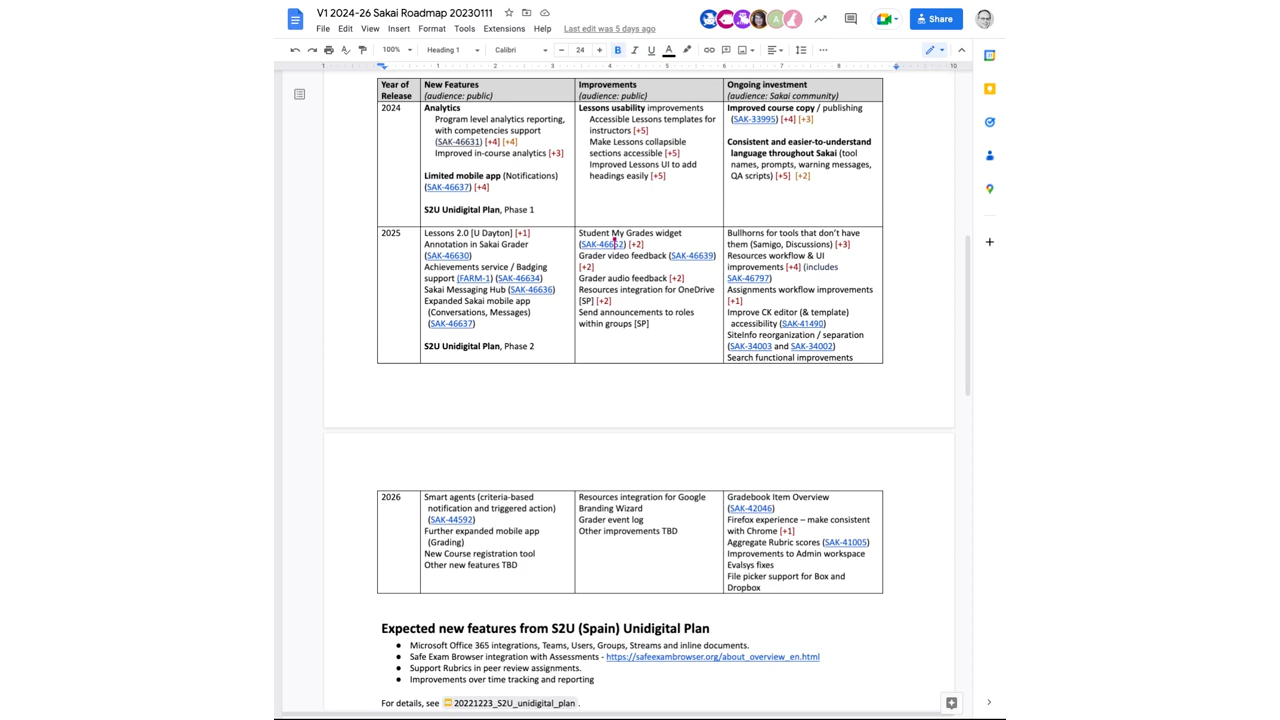 V1 2024-26 Sakai Roadmap 20230111
File Edit View Insert Format Tools Extensions Help Last edit was 5 days ago
Share
100% Heading 1 Calibri 24 B I U A
1 1 2 3 4 5 6 7 8 9 10
Year of Release
New Features
(audience: public)
Improvements
(audience: public)
Ongoing investment
(audience: Sakai community)
2024
Analytics
Program level analytics reporting,
with competencies support
(SAK-46631) [+4] [+4]
Improved in-course analytics [+3]
Limited mobile app (Notifications)
(SAK-46637) [+4]
S2U Unidigital Plan, Phase 1
Lessons usability improvements
Accessible Lessons templates for
instructors [+5]
Make Lessons collapsible
sections accessible [+5]
Improved Lessons UI to add
headings easily [+5]
Improved course copy / publishing
(SAK-33995) [+4] [+3]
Consistent and easier-to-understand
language throughout Sakai (tool
names, prompts, warning messages,
QA scripts) [+5] [+2]
2025
Lessons 2.0 [U Dayton] [+1]
Annotation in Sakai Grader
(SAK-46630)
Achievements service / Badging
support (FARM-1) (SAK-46634)
Sakai Messaging Hub (SAK-46636)
Expanded Sakai mobile app
(Conversations, Messages)
(SAK-46637)
S2U Unidigital Plan, Phase 2
Student My Grades widget
[+2]
Grader video feedback (SAK-46639)
[+2]
Grader audio feedback [+2]
Resources integration for OneDrive
[SP] [+2]
Send announcements to roles
within groups [SP]
Bullhorns for tools that don't have
them (Samigo, Discussions) [+3]
Resources workflow & UI
improvements [+4] (includes
SAK-46797)
Assignments workflow improvements
[+1]
Improve CK editor (& template)
accessibility (SAK-41490)
SiteInfo reorganization / separation
(SAK-34003 and SAK-34002)
Search functional improvements
2026
Smart agents (criteria-based
notification and triggered action)
(SAK-44592)
Further expanded mobile app
(Grading)
New Course registration tool
Other new features TBD
Resources integration for Google
Branding Wizard
Grader event log
Other improvements TBD
Gradebook Item Overview
(SAK-42046)
Firefox experience – make consistent
with Chrome [+1]
Aggregate Rubric scores (SAK-41005)
Improvements to Admin workspace
Evalsys fixes
File picker support for Box and
Dropbox
Expected new features from S2U (Spain) Unidigital Plan
● Microsoft Office 365 integrations, Teams, Users, Groups, Streams and inline documents.
● Safe Exam Browser integration with Assessments - https://safeexambrowser.org/about_overview_en.html
● Support Rubrics in peer review assignments.
● Improvements over time tracking and reporting
For details, see 20221223_S2U_unidigital_plan .